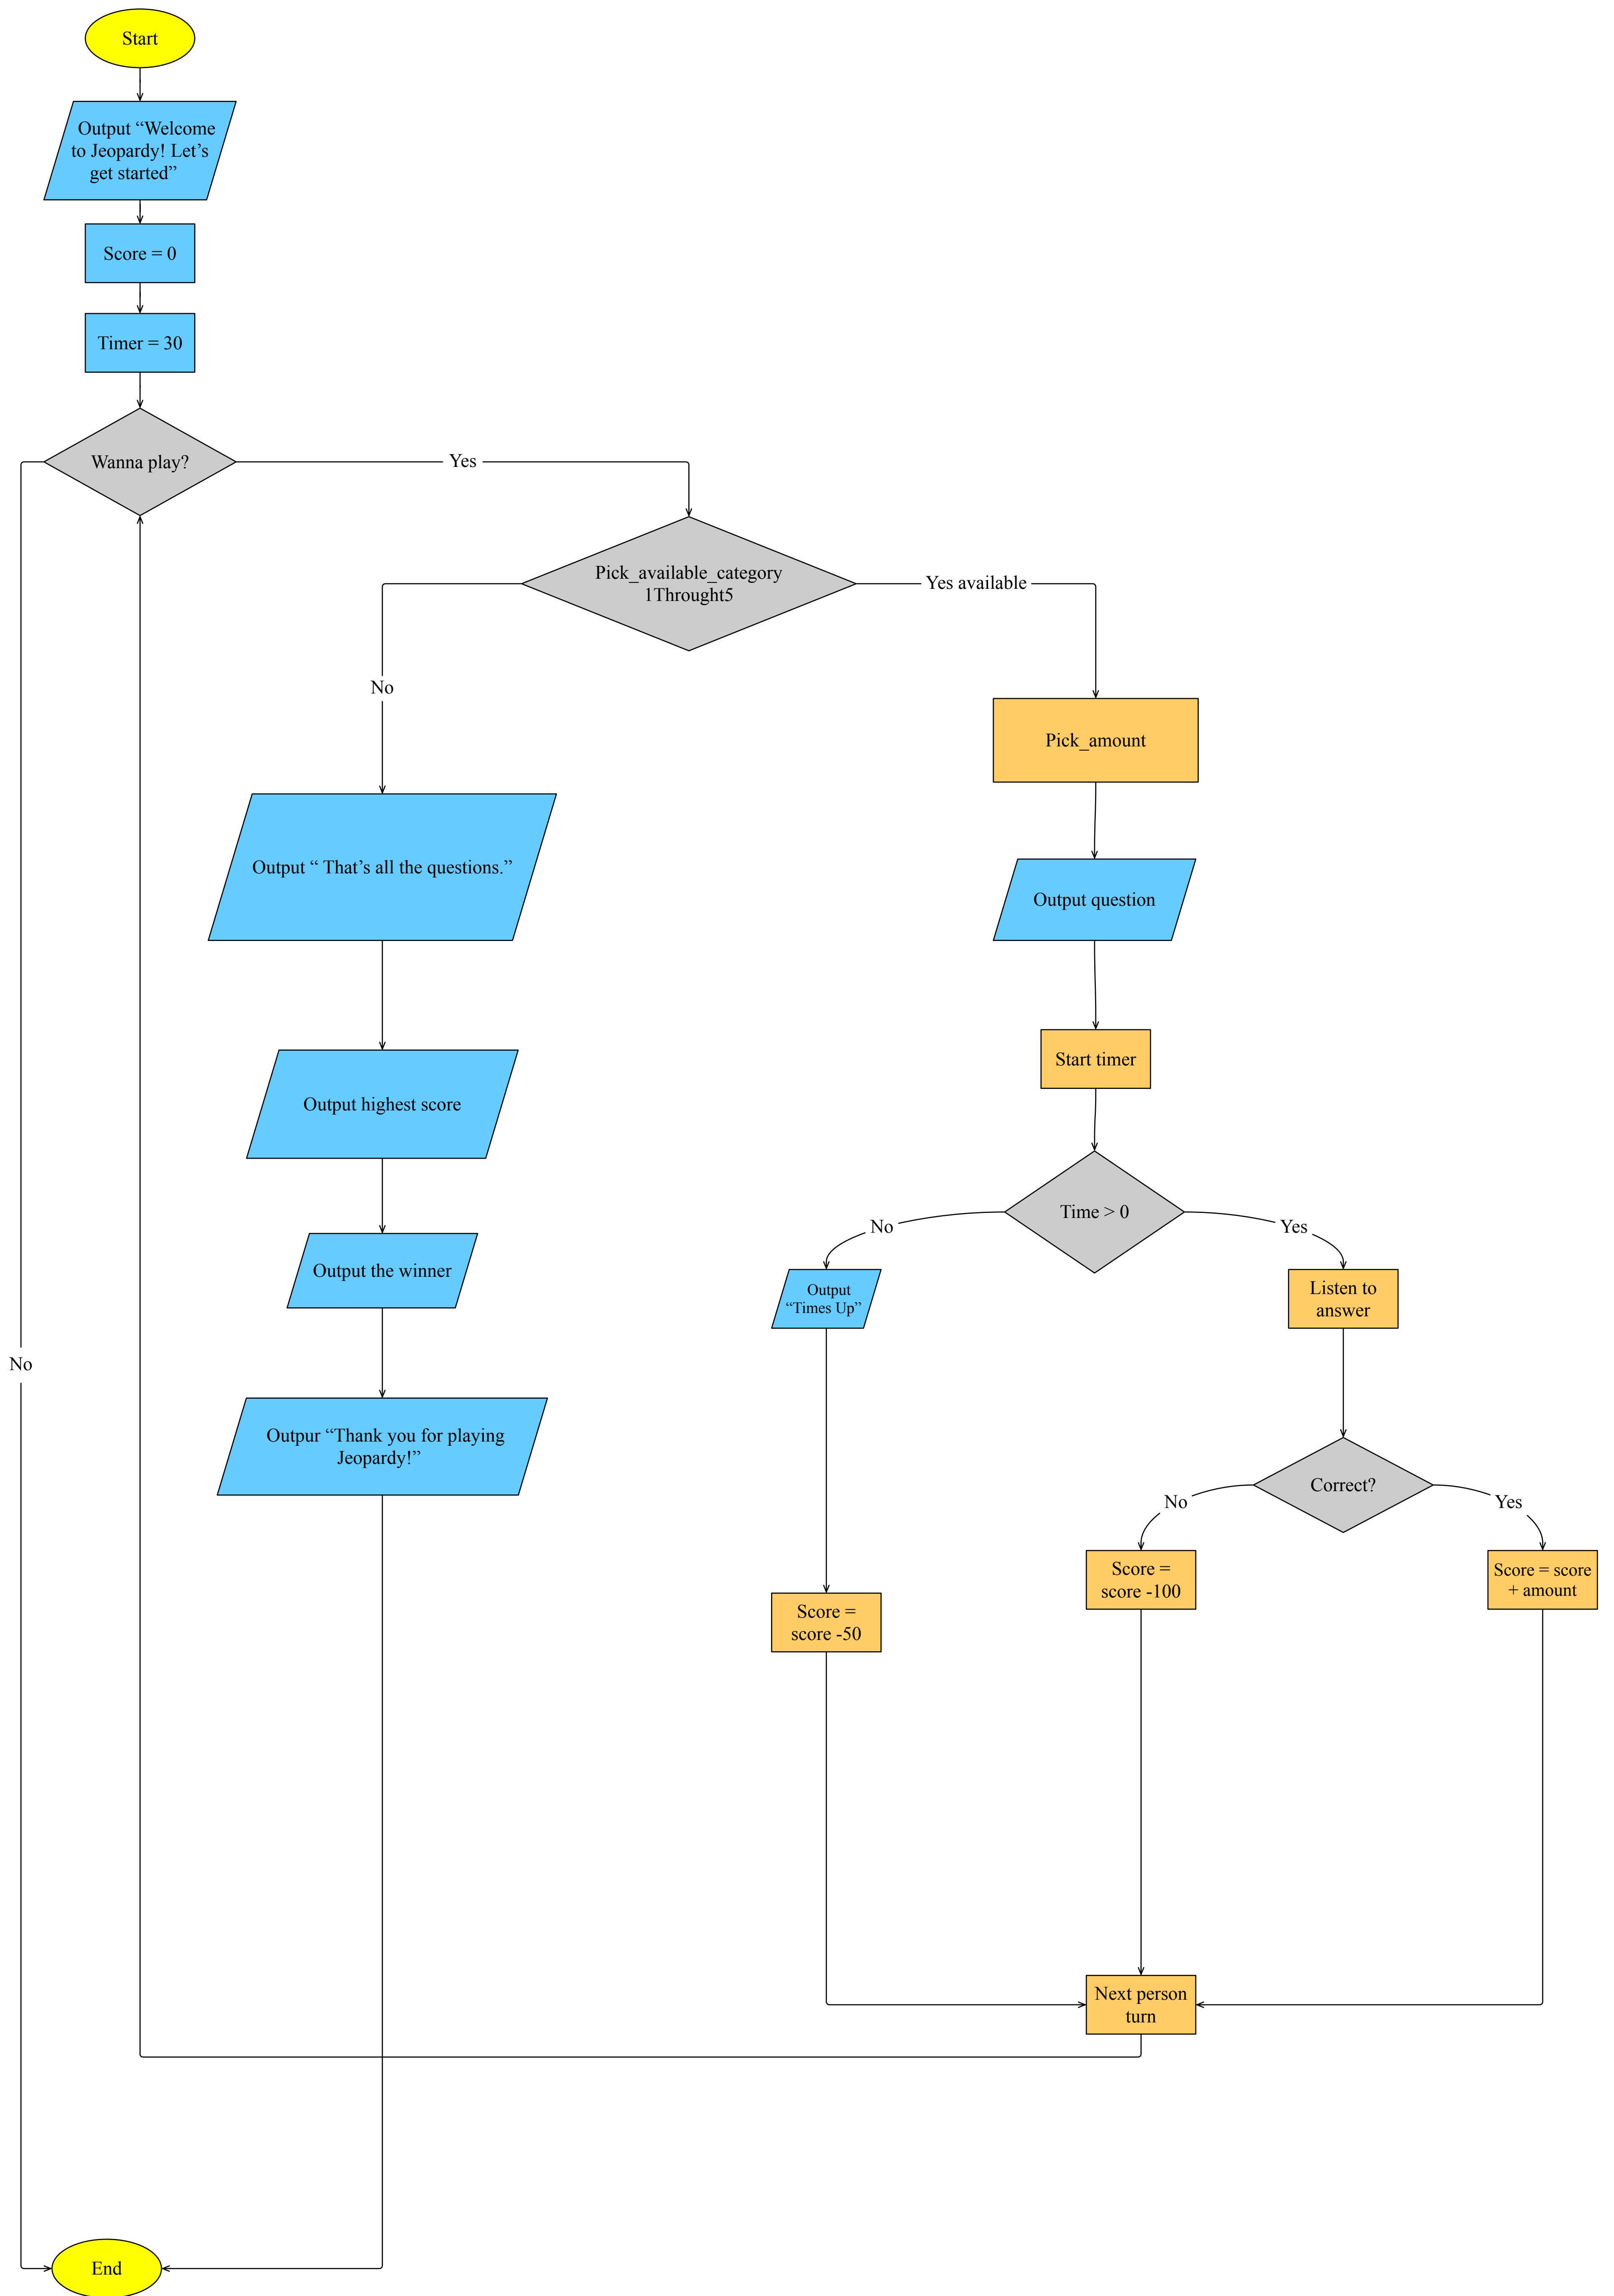 Start
Output “Welcome
to Jeopardy! Let’s
get started”
Score = 0
Timer = 30
Wanna play?
Yes
Pick_available_category
1Throught5
Yes available
No
Pick_amount
Output “ That’s all the questions.”
Output question
Start timer
Output highest score
Time > 0
No
Yes
Output the winner
Output
“Times Up”
Listen to
answer
No
Outpur “Thank you for playing
Jeopardy!”
Correct?
No
Yes
Score =
score -100
Score = score
+ amount
Score =
score -50
Next person
turn
End